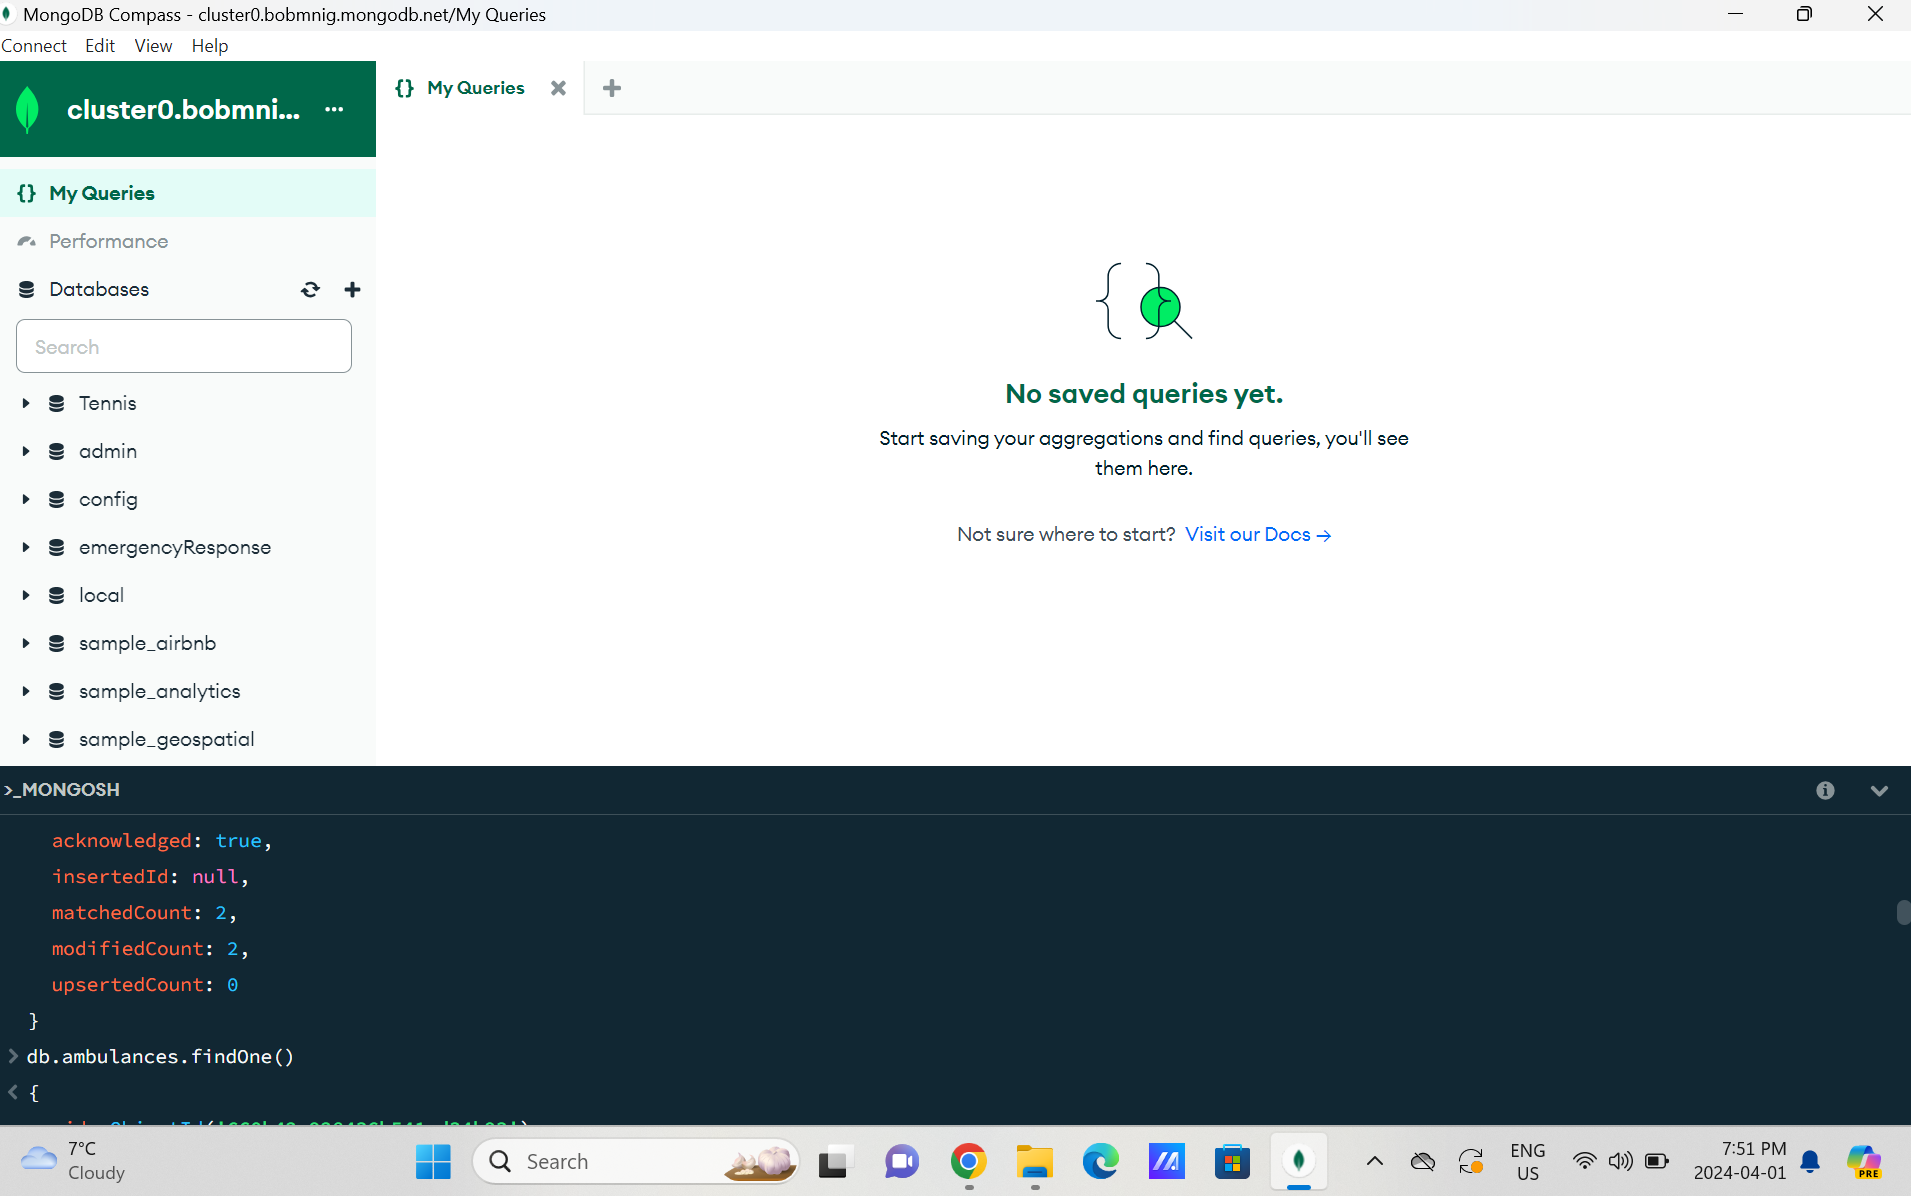 MongoDB Compass - cluster0.bobmnig.mongodb.net/My Queries
Connect Edit View Help
cluster0.bobmni... ...
{} My Queries
{} My Queries
Performance
Databases
Search
Tennis
admin
config
emergencyResponse
local
sample_airbnb
sample_analytics
sample_geospatial
No saved queries yet.
Start saving your aggregations and find queries, you'll see
them here.
Not sure where to start? Visit our Docs →
>_MONGOSH
acknowledged: true,
insertedId: null,
matchedCount: 2,
modifiedCount: 2,
upsertedCount: 0
}
> db.ambulances.findOne()
< {
7°C
Cloudy
Search
ENG
US
7:51 PM
2024-04-01
PRE